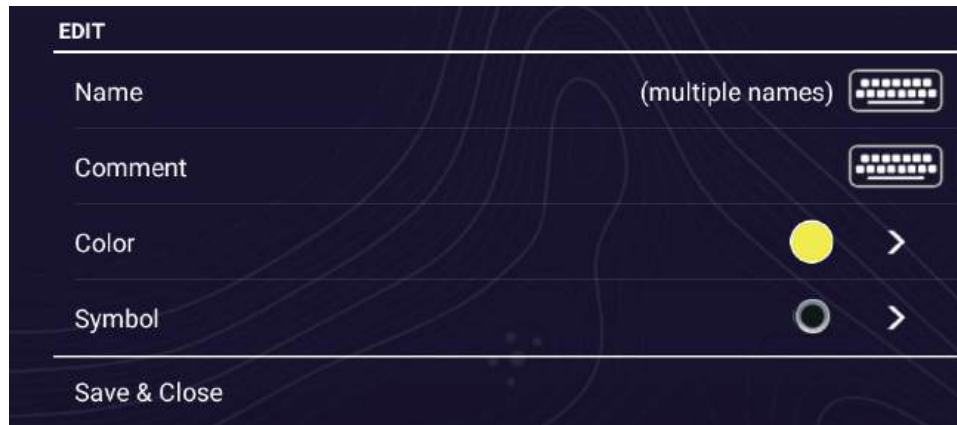 EDIT
Name (multiple names)
Comment
Color
Symbol
Save & Close